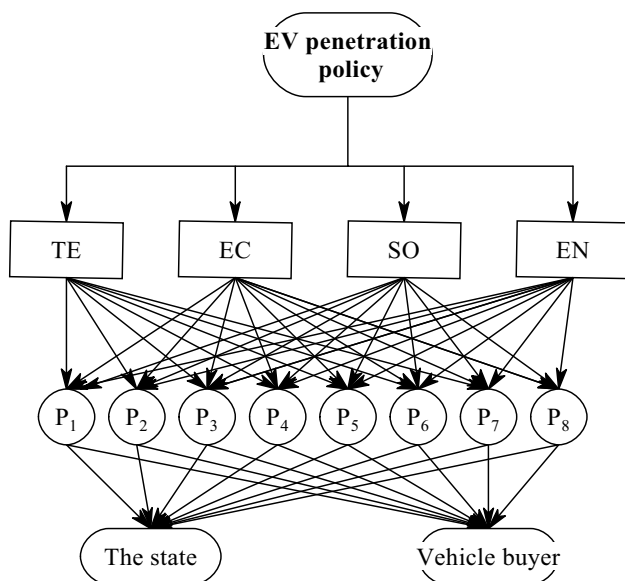 EV penetration
policy
TE EC SO EN
P₁ P₂ P₃ P₄ P₅ P₆ P₇ P₈
The state Vehicle buyer